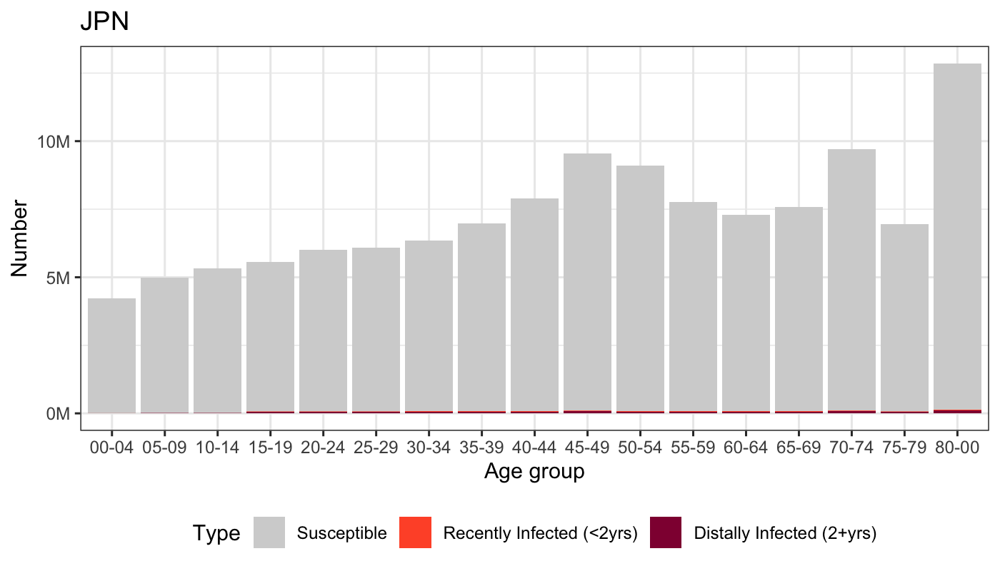 JPN
Number
10M
5M
0M
00-04 05-09 10-14 15-19 20-24 25-29 30-34 35-39 40-44 45-49 50-54 55-59 60-64 65-69 70-74 75-79 80-00
Age group
Type Susceptible Recently Infected (<2yrs) Distally Infected (2+yrs)